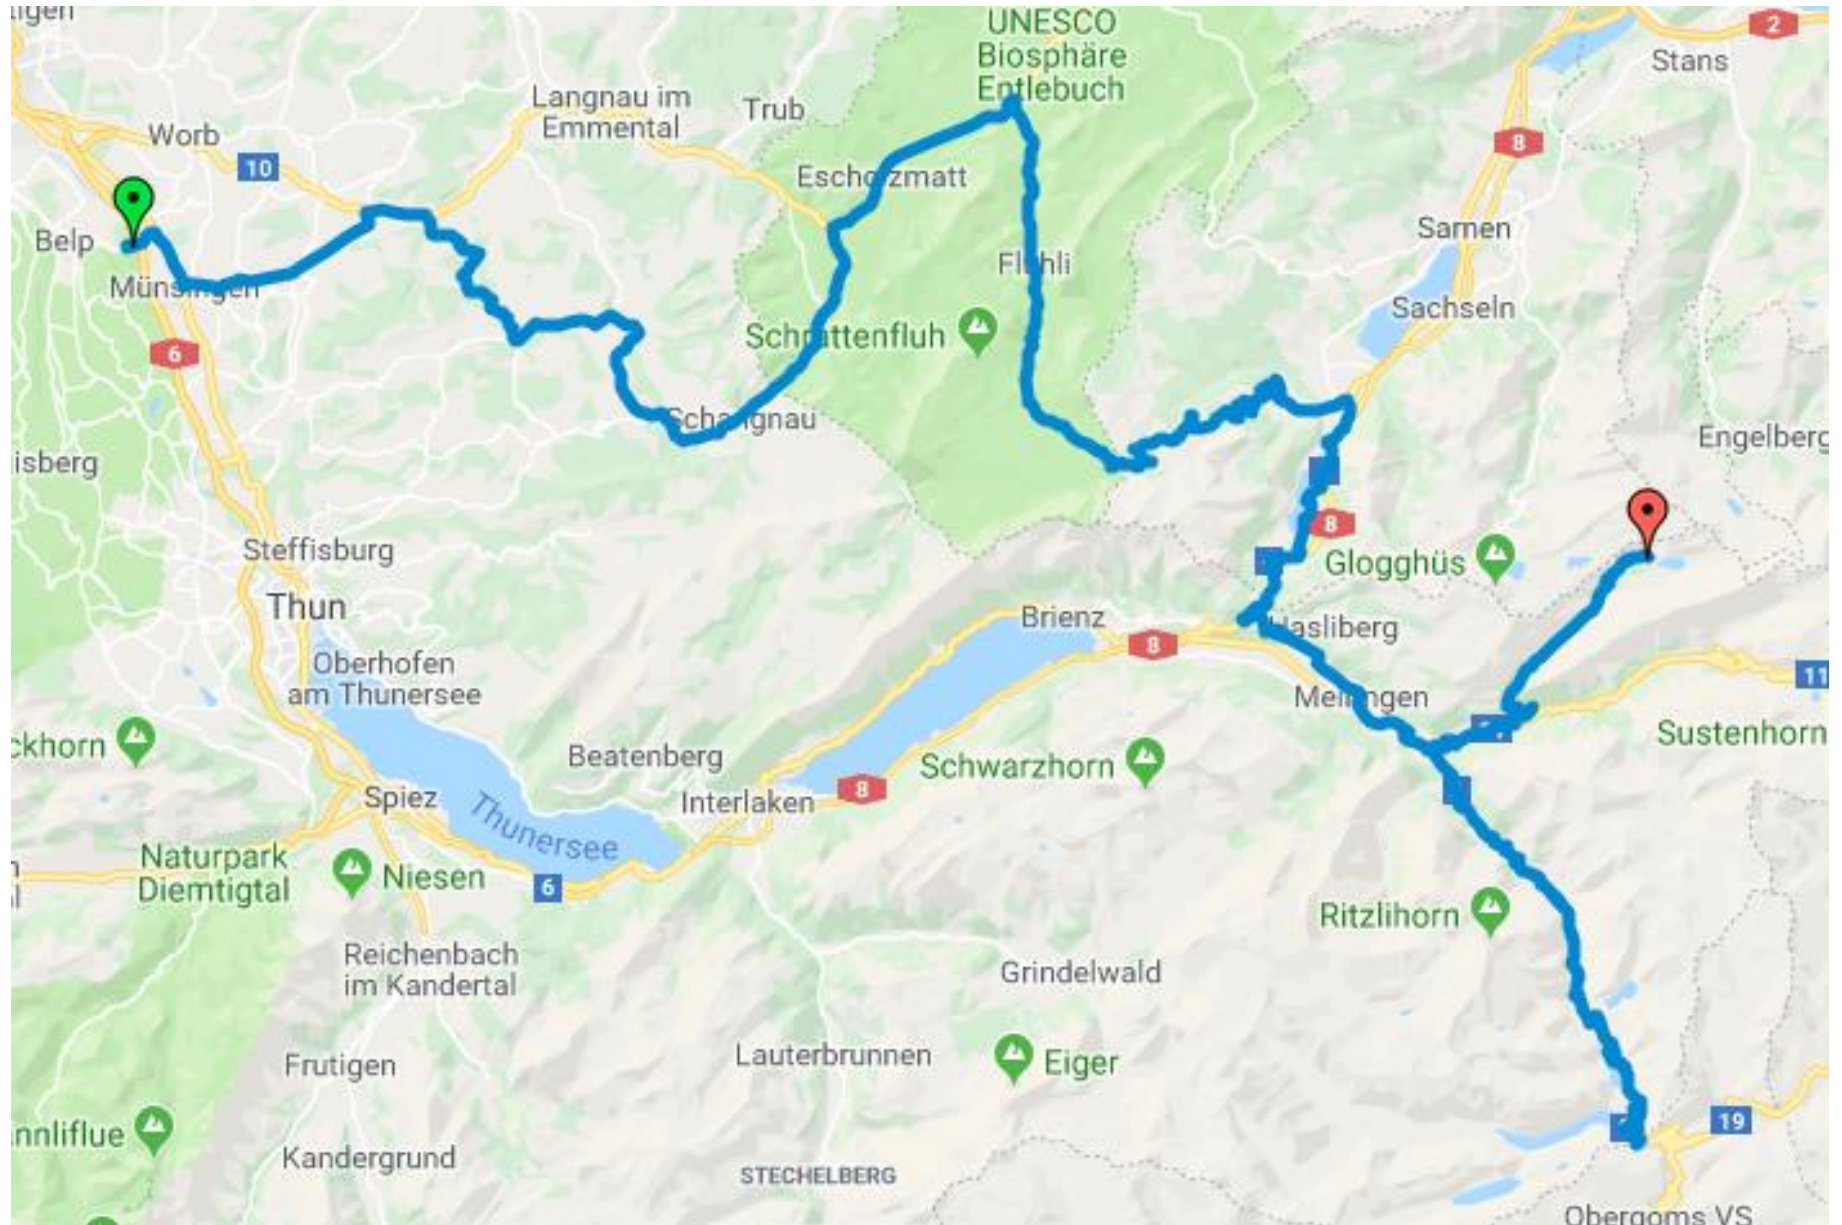 UNESCO
Biosphäre
Entlebuch
2
Stans
Langnau im
Emmental
Trub
Worb
10
8
Escholzmatt
Belp
Sarnen
Münsingen
Flühli
Sachseln
Schrattenfluh
6
Schangnau
Engelberg
isberg
8
Steffisburg
Glogghüs
Thun
Brienz
Hasliberg
8
Oberhofen
am Thunersee
11
Meiringen
Sustenhorn
ckhorn
Beatenberg
Schwarzhorn
8
Spiez
Interlaken
Thunersee
Naturpark
Diemtigtal
Niesen
6
Ritzlihorn
Reichenbach
im Kandertal
Grindelwald
Frutigen
Lauterbrunnen
Eiger
19
nnliflue
Kandergrund
STECHELBERG
Obergoms VS